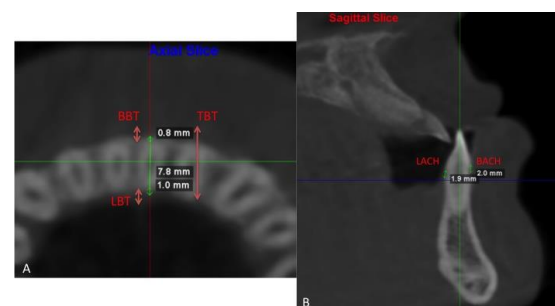 Axial Slice
BBT
TBT
0.8 mm
7.8 mm
1.0 mm
LBT
A
Sagittal Slice
LACH
BACH
2.0 mm
1.9 mm
B